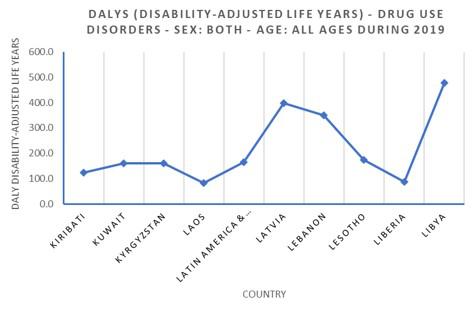 DALYS (DISABILITY-ADJUSTED LIFE YEARS) - DRUG USE
DISORDERS - SEX: BOTH - AGE: ALL AGES DURING 2019
DALY DISABILITY-ADJUSTED LIFE YEARS
600.0
500.0
400.0
300.0
200.0
100.0
0.0
KIRIBATI
KUWAIT
KYRGYZSTAN
LAOS
LATIN AMERICA &...
LATVIA
LEBANON
LESOTHO
LIBERIA
LIBYA
COUNTRY